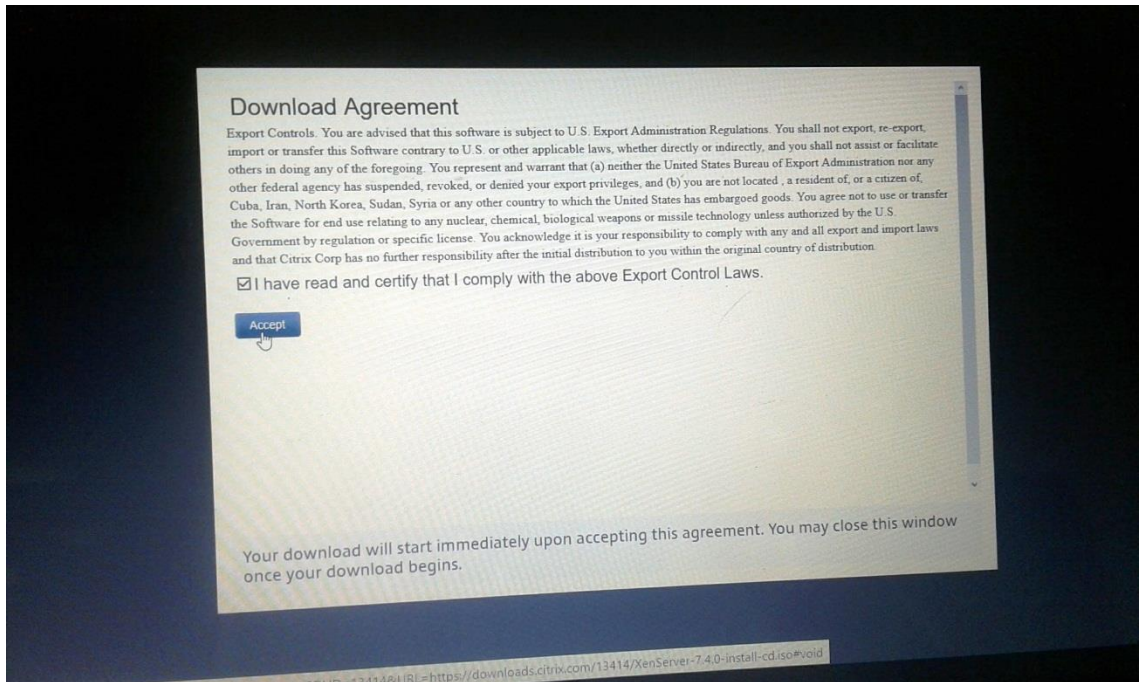 Download Agreement
Export Controls. You are advised that this software is subject to U.S. Export Administration Regulations. You shall not export, re-export,
import or transfer this Software contrary to U.S. or other applicable laws, whether directly or indirectly, and you shall not assist or facilitate
others in doing any of the foregoing. You represent and warrant that (a) neither the United States Bureau of Export Administration nor any
other federal agency has suspended, revoked, or denied your export privileges, and (b) you are not located , a resident of, or a citizen of,
Cuba, Iran, North Korea, Sudan, Syria or any other country to which the United States has embargoed goods. You agree not to use or transfer
the Software for end use relating to any nuclear, chemical, biological weapons or missile technology unless authorized by the U.S.
Government by regulation or specific license. You acknowledge it is your responsibility to comply with any and all export and import laws
and that Citrix Corp has no further responsibility after the initial distribution to you within the original country of distribution.
I have read and certify that I comply with the above Export Control Laws.
Accept
Your download will start immediately upon accepting this agreement. You may close this window
once your download begins.
URL=https://downloads.citrix.com/13414/XenServer-7.4.0-install-cd.iso#void